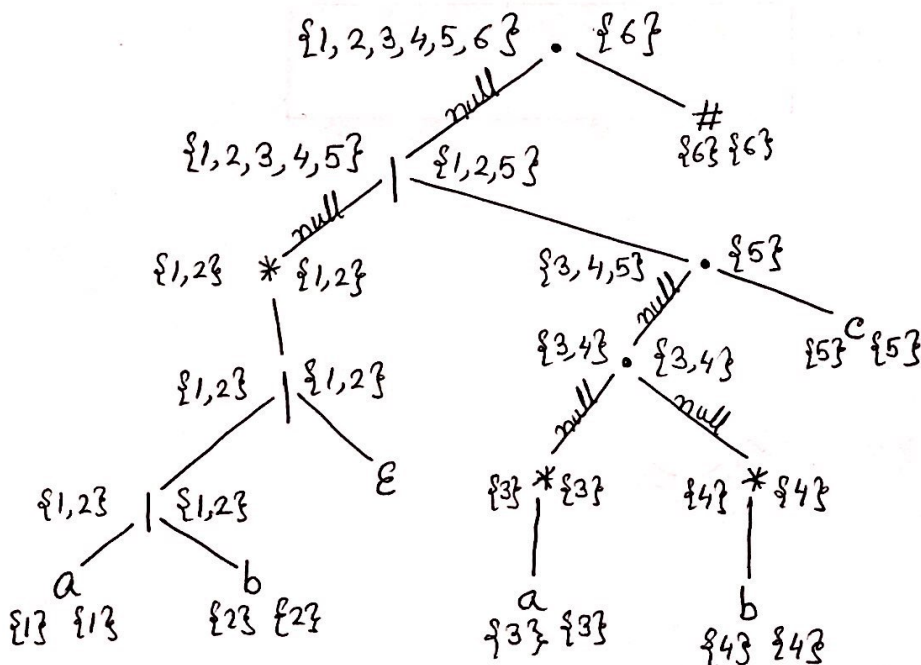 {1, 2, 3, 4, 5, 6} • {6}
null
#
{6} {6}
{1, 2, 3, 4, 5} | {1, 2, 5}
null
{1, 2} * {1, 2}
{3, 4, 5} • {5}
null
c
{5} {5}
{3, 4} • {3, 4}
{1, 2} | {1, 2}
null null
ε
{1, 2} | {1, 2}
{3} * {3} {4} * {4}
a b
{1} {1} {2} {2}
a b
{3} {3} {4} {4}